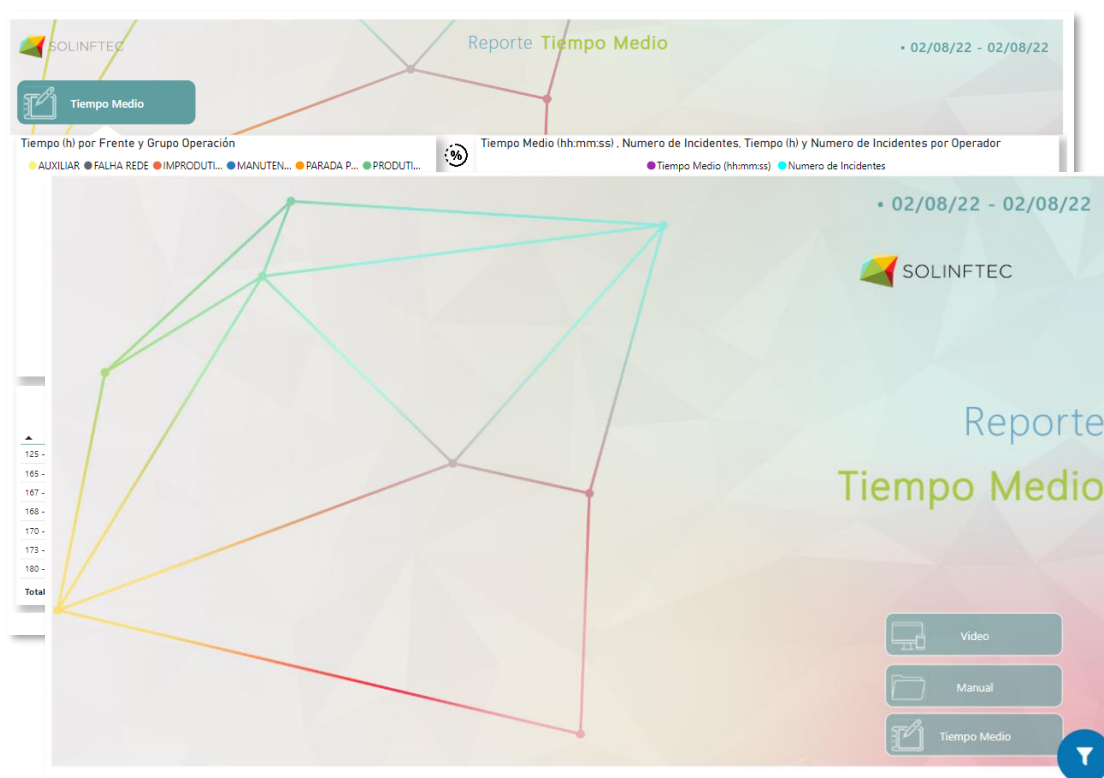 SOLINFTEC
Reporte Tiempo Medio
• 02/08/22 - 02/08/22
Tiempo Medio
Tiempo (h) por Frente y Grupo Operación
AUXILIAR FALHA REDE IMPRODUTI... MANUTEN... PARADA P... PRODUTI...
%
Tiempo Medio (hh:mm:ss) , Numero de Incidentes, Tiempo (h) y Numero de Incidentes por Operador
Tiempo Medio (hh:mm:ss) Numero de Incidentes
125 -
165 -
167 -
168 -
170 -
173 -
180 -
Total
• 02/08/22 - 02/08/22
SOLINFTEC
Reporte
Tiempo Medio
Video
Manual
Tiempo Medio